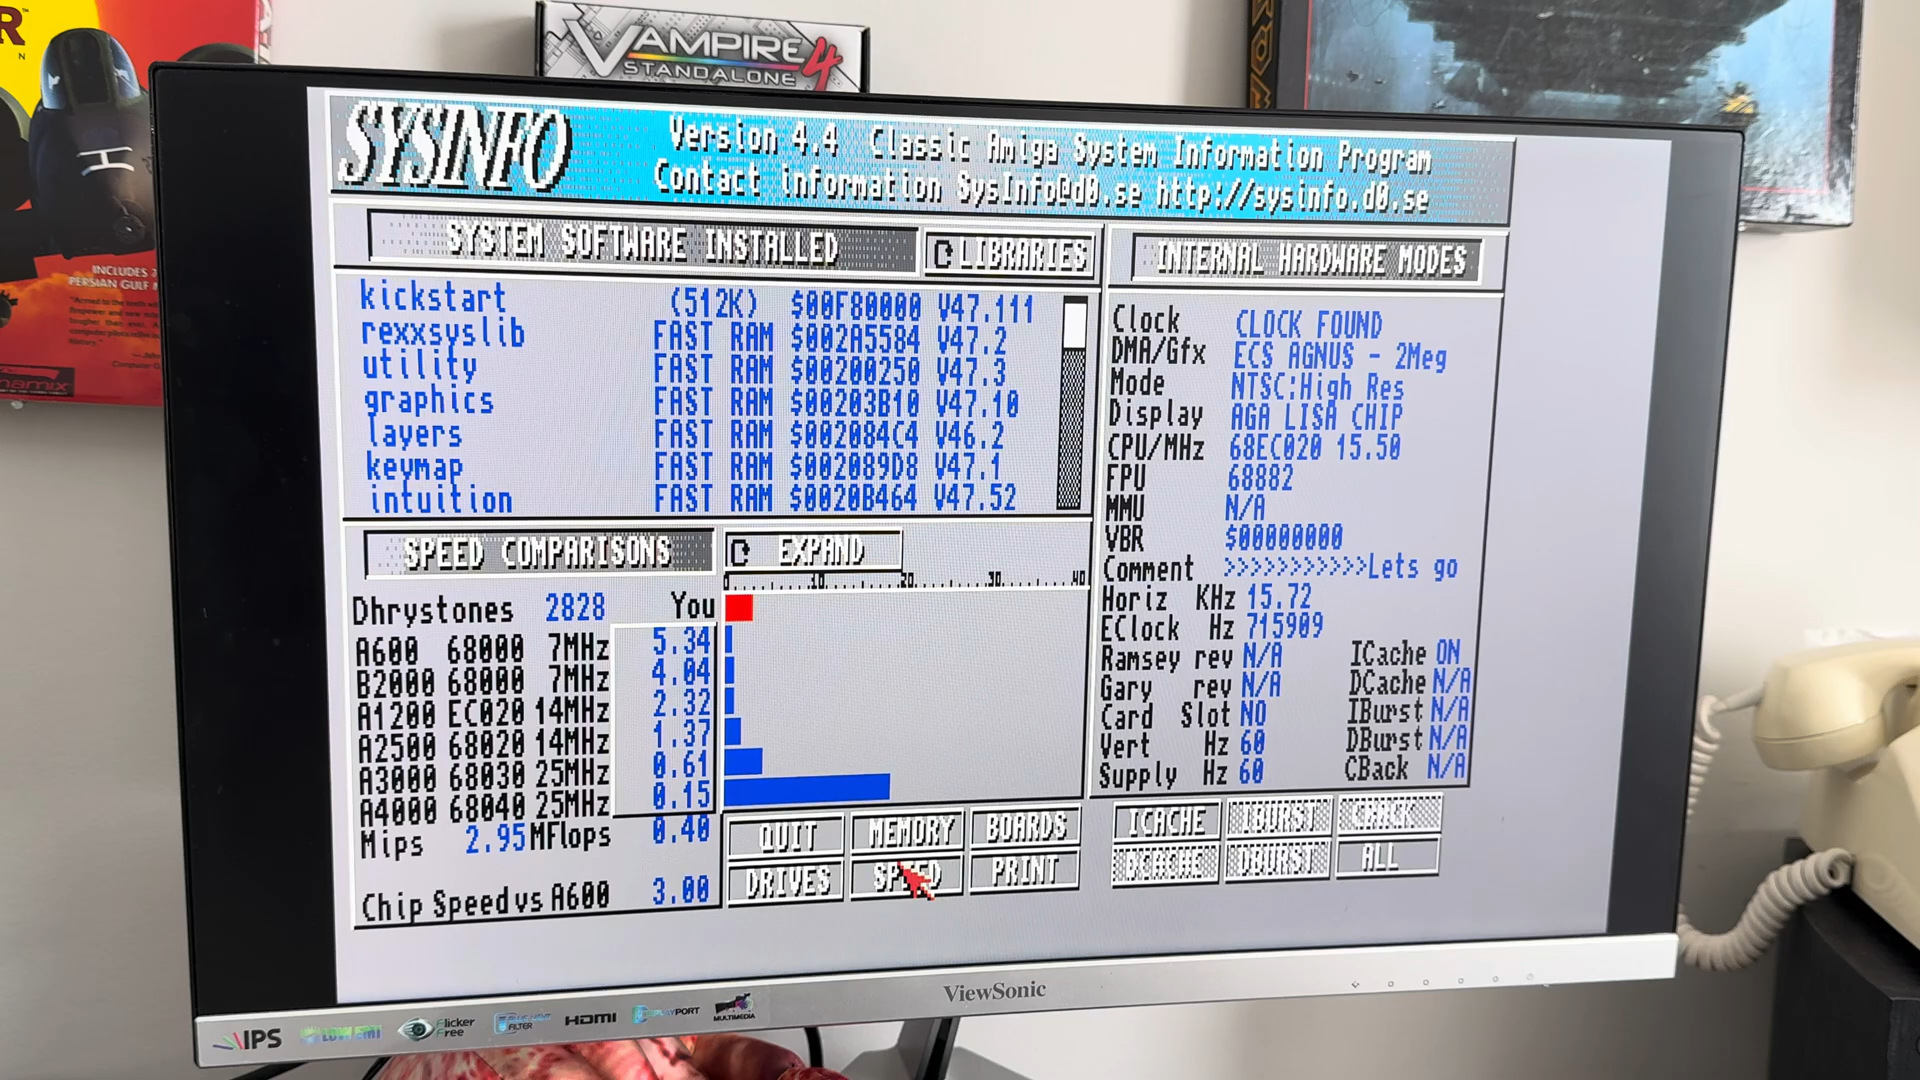 VAMPIRE 4
STANDALONE
INCLUDES
PERSIAN GULF
SYSINFO
Version 4.4 Classic Amiga System Information Program
Contact information SysInfo@d0.se http://sysinfo.d0.se
SYSTEM SOFTWARE INSTALLED
LIBRARIES
kickstart (512K) $00F80000 V47.111
rexxsyslib FAST RAM $002A5584 V47.2
utility FAST RAM $00200250 V47.3
graphics FAST RAM $00203B10 V47.10
layers FAST RAM $002084C4 V46.2
keymap FAST RAM $002089D8 V47.1
intuition FAST RAM $0020B464 V47.52
INTERNAL HARDWARE MODES
Clock CLOCK FOUND
DMA/Gfx ECS AGNUS - 2Meg
Mode NTSC:High Res
Display AGA LISA CHIP
CPU/MHz 68EC020 15.50
FPU 68882
MMU N/A
VBR $00000000
Comment >>>>>>>>>>>Lets go
Horiz KHz 15.72
EClock Hz 715909
Ramsey rev N/A ICache ON
Gary rev N/A DCache N/A
Card Slot NO IBurst N/A
Vert Hz 60 DBurst N/A
Supply Hz 60 CBack N/A
SPEED COMPARISONS
EXPAND
10 20 30 40
Dhrystones 2828 You
A600 68000 7MHz 5.34
B2000 68000 7MHz 4.04
A1200 EC020 14MHz 2.32
A2500 68020 14MHz 1.37
A3000 68030 25MHz 0.61
A4000 68040 25MHz 0.15
Mips 2.95 MFlops 0.40
Chip Speed vs A600 3.00
QUIT MEMORY BOARDS
DRIVES SPEED PRINT
ICACHE IBURST CBACK
DCACHE DBURST ALL
ViewSonic
IPS
Flicker Free
HDMI
MULTIMEDIA